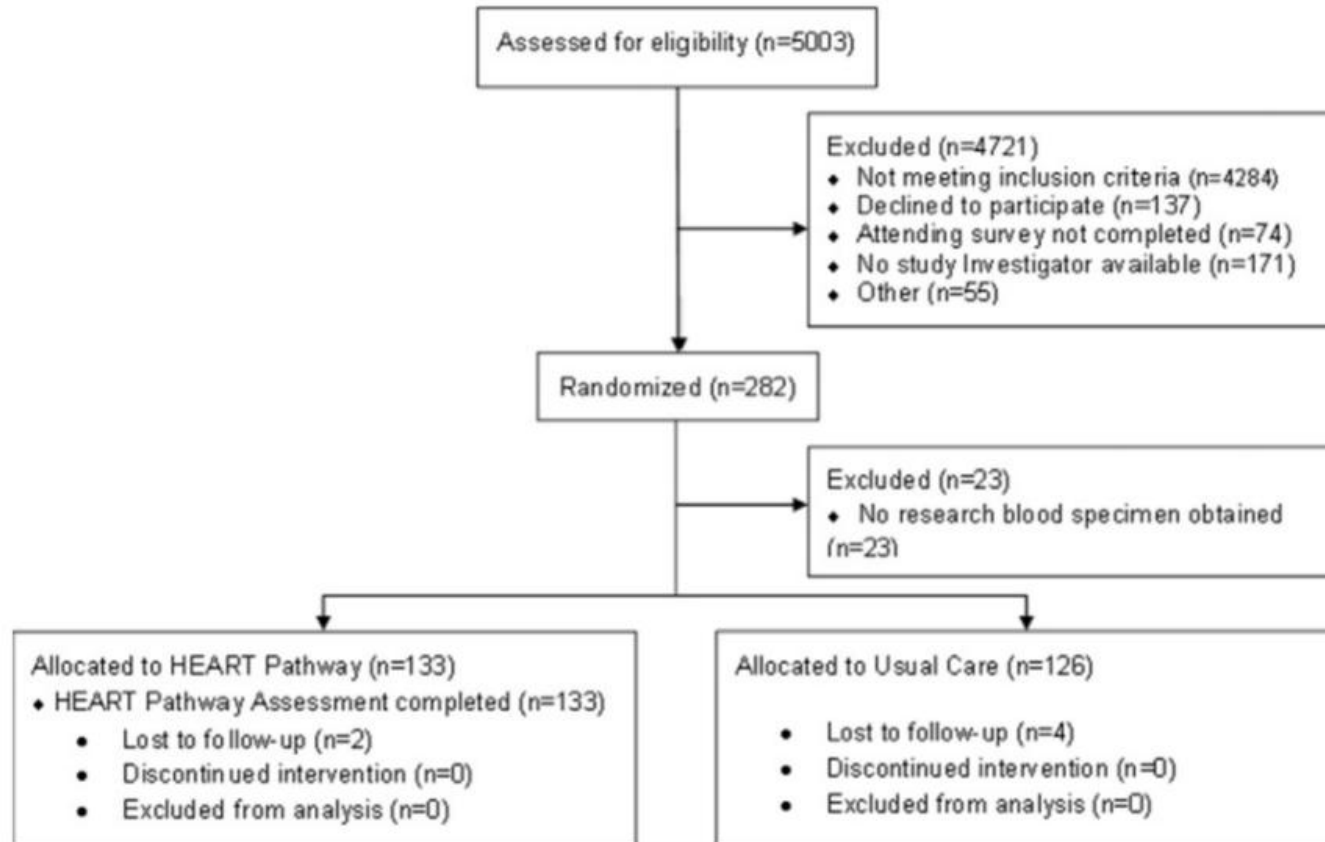 Assessed for eligibility (n=5003)
Excluded (n=4721)
◆ Not meeting inclusion criteria (n=4284)
◆ Declined to participate (n=137)
◆ Attending survey not completed (n=74)
◆ No study Investigator available (n=171)
◆ Other (n=55)
Randomized (n=282)
Excluded (n=23)
◆ No research blood specimen obtained
(n=23)
Allocated to HEART Pathway (n=133)
◆ HEART Pathway Assessment completed (n=133)
• Lost to follow-up (n=2)
• Discontinued intervention (n=0)
• Excluded from analysis (n=0)
Allocated to Usual Care (n=126)
• Lost to follow-up (n=4)
• Discontinued intervention (n=0)
• Excluded from analysis (n=0)